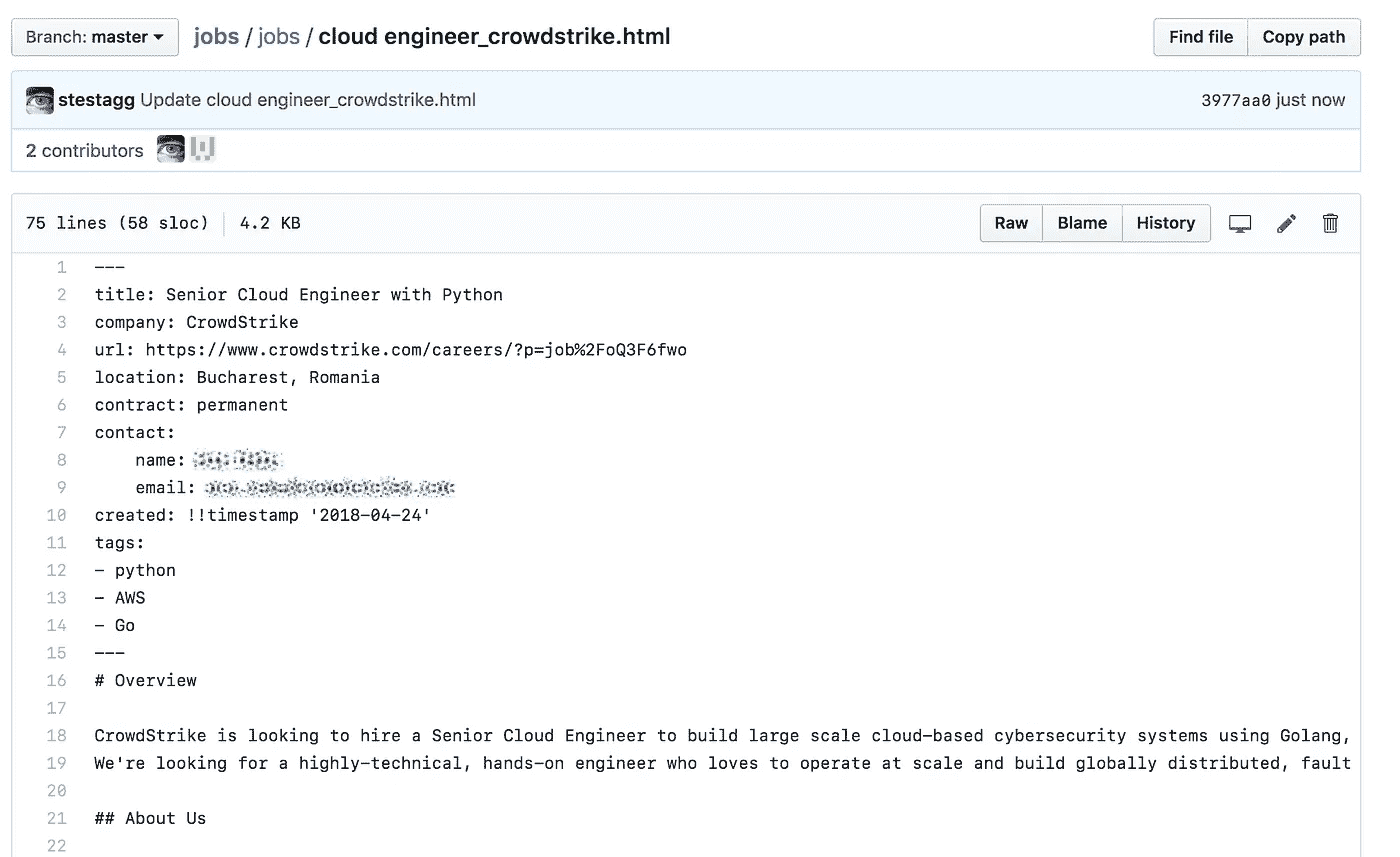 Branch: master
jobs / jobs / cloud engineer_crowdstrike.html
Find file
Copy path
stestagg Update cloud engineer_crowdstrike.html
3977aa0 just now
2 contributors
75 lines (58 sloc)
4.2 KB
Raw
Blame
History
1 ---
2 title: Senior Cloud Engineer with Python
3 company: CrowdStrike
4 url: https://www.crowdstrike.com/careers/?p=job%2FoQ3F6fwo
5 location: Bucharest, Romania
6 contract: permanent
7 contact:
8 name:
9 email:
10 created: !!timestamp '2018-04-24'
11 tags:
12 - python
13 - AWS
14 - Go
15 ---
16 # Overview
17
18 CrowdStrike is looking to hire a Senior Cloud Engineer to build large scale cloud-based cybersecurity systems using Golang,
19 We're looking for a highly-technical, hands-on engineer who loves to operate at scale and build globally distributed, fault
20
21 ## About Us
22